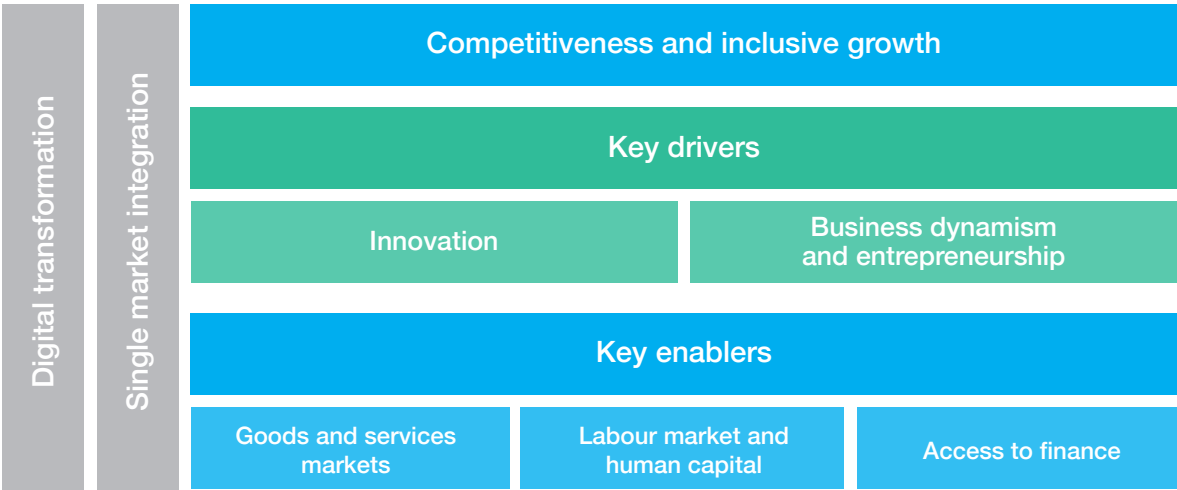 Digital transformation
Single market integration
Competitiveness and inclusive growth
Key drivers
Innovation
Business dynamism
and entrepreneurship
Key enablers
Goods and services
markets
Labour market and
human capital
Access to finance